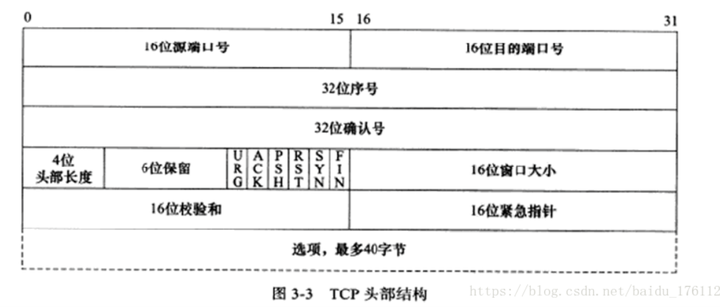 0 15 16 31
16位源端口号 16位目的端口号
32位序号
32位确认号
4位
头部长度
6位保留
URG
ACK
PSH
RST
SYN
FIN
16位窗口大小
16位校验和 16位紧急指针
选项，最多40字节
图 3-3 TCP 头部结构
https://blog.csdn.net/baidu_176112